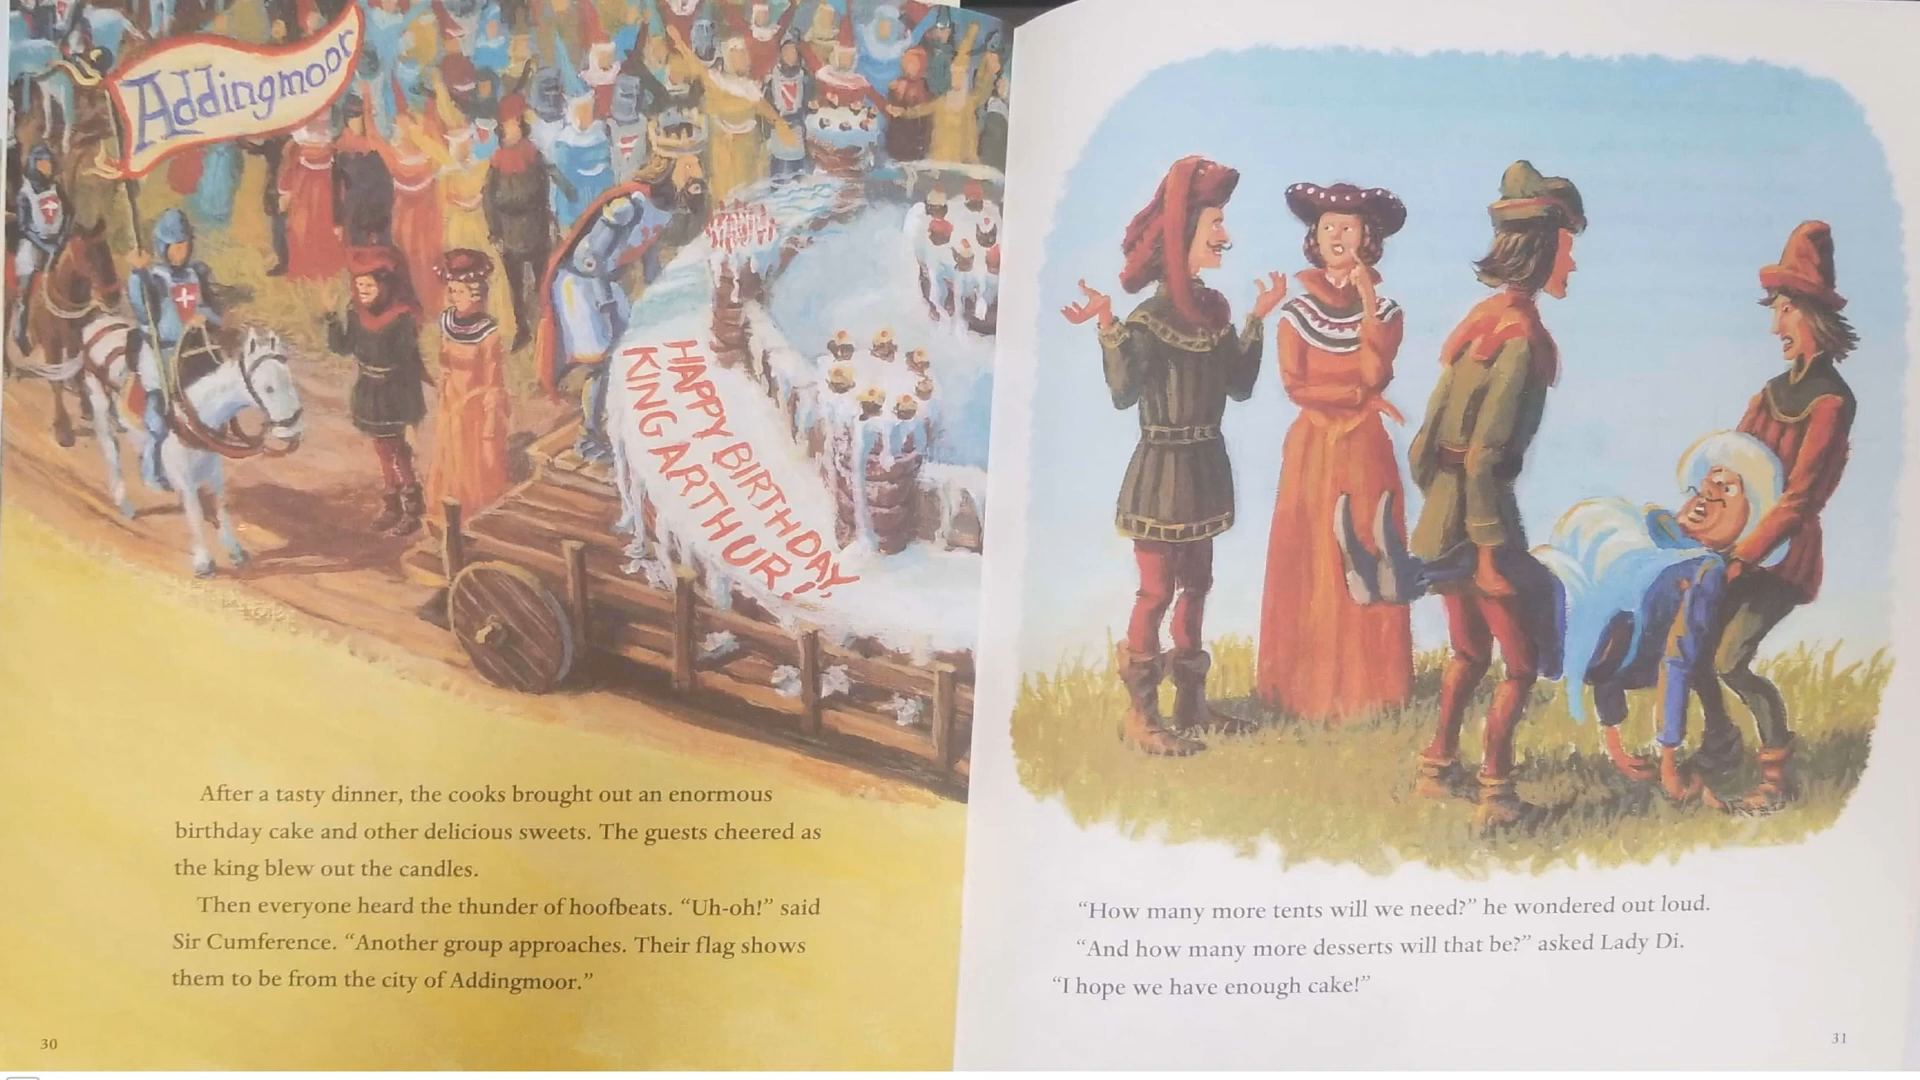 Addingmoor
HAPPY BIRTHDAY,
KING ARTHUR!
After a tasty dinner, the cooks brought out an enormous
birthday cake and other delicious sweets. The guests cheered as
the king blew out the candles.
Then everyone heard the thunder of hoofbeats. “Uh-oh!” said
Sir Cumference. “Another group approaches. Their flag shows
them to be from the city of Addingmoor.”
30
“How many more tents will we need?” he wondered out loud.
“And how many more desserts will that be?” asked Lady Di.
“I hope we have enough cake!”
31